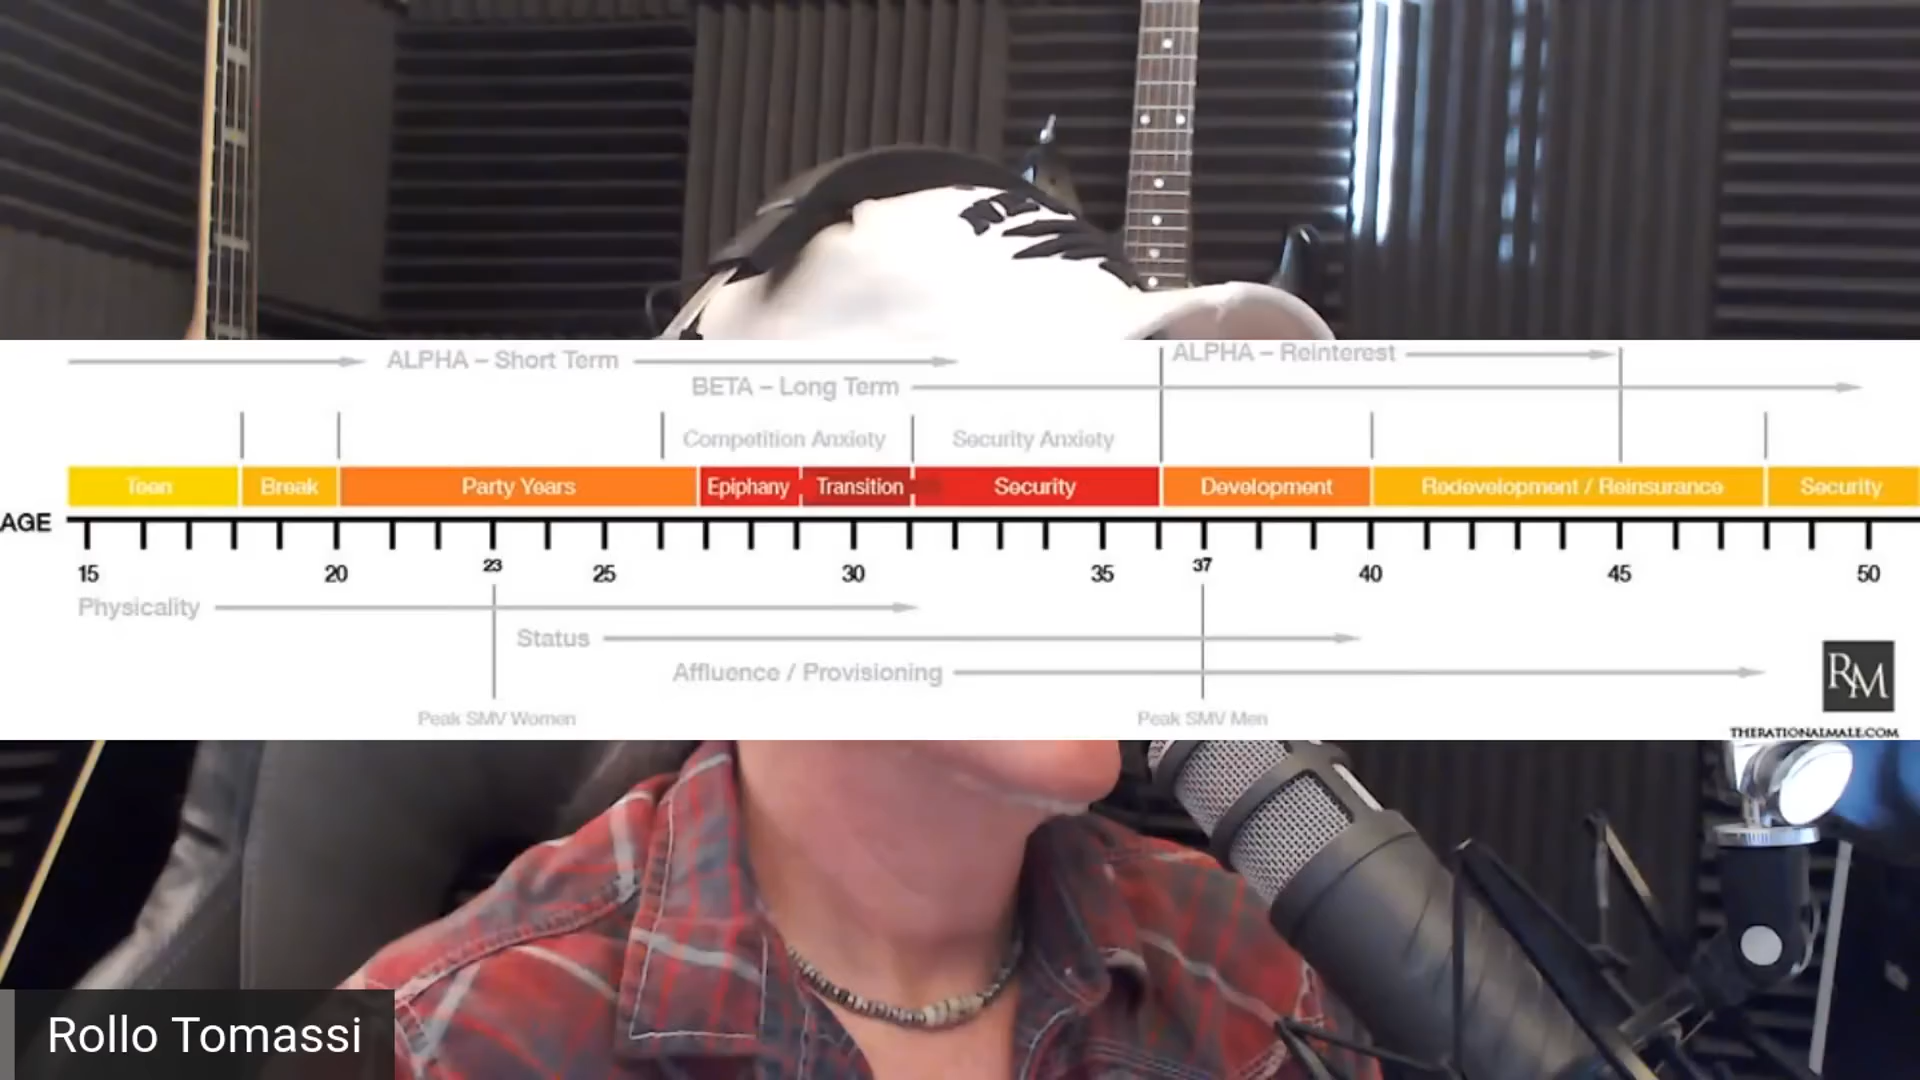 ALPHA – Short Term
ALPHA – Reinterest
BETA – Long Term
Competition Anxiety
Security Anxiety
Teen Break Party Years Epiphany Transition Security Development Redevelopment / Reinsurance Security
AGE
15 20 23 25 30 35 37 40 45 50
Physicality
Status
Affluence / Provisioning
Peak SMV Women
Peak SMV Men
RM
THERATIONALMALE.COM
Rollo Tomassi